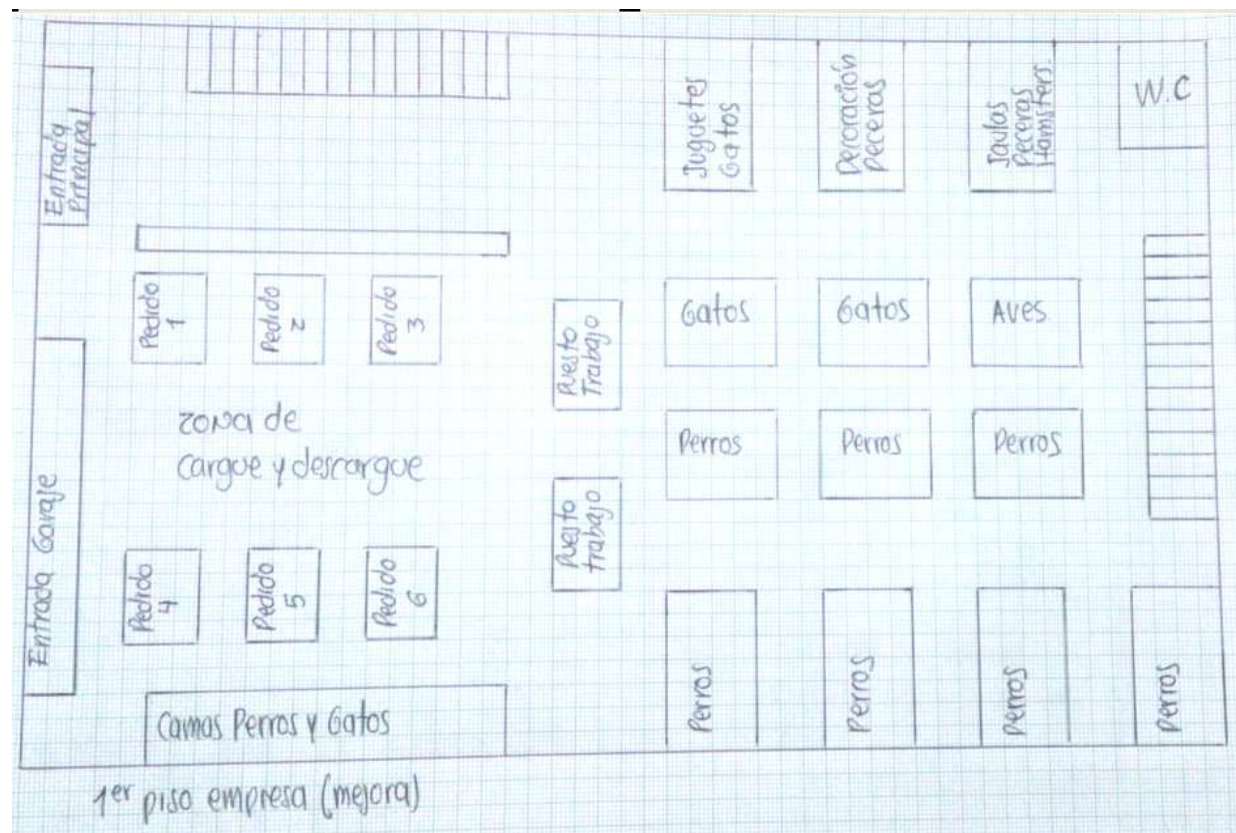 Entrada
Principal
Juguetes
Gatos
Decoración
Peceras
Jaulas
Peceras
Hamsters.
W.C
Pedido
1
Pedido
2
Pedido
3
Puesto
Trabajo
Gatos
Gatos
Aves
zona de
cargue y descargue
Perros
Perros
Perros
Entrada Garaje
Puesto
trabajo
Pedido
4
Pedido
5
Pedido
6
Camas Perros y Gatos
Perros
Perros
Perros
Perros
1er piso empresa (mejora)